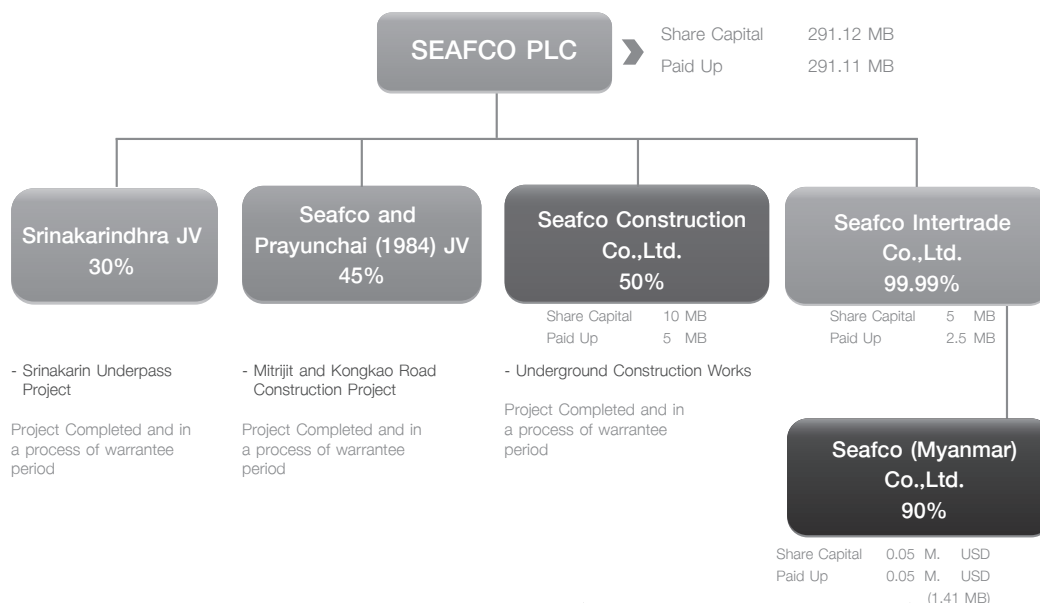 SEAFCO PLC
Share Capital 291.12 MB
Paid Up 291.11 MB
Srinakarindhra JV
30%
Seafco and
Prayunchai (1984) JV
45%
Seafco Construction
Co.,Ltd.
50%
Seafco Intertrade
Co.,Ltd.
99.99%
Share Capital 10 MB
Paid Up 5 MB
Share Capital 5 MB
Paid Up 2.5 MB
- Srinakarin Underpass
Project
Project Completed and in
a process of warrantee
period
- Mitrijit and Kongkao Road
Construction Project
Project Completed and in
a process of warrantee
period
- Underground Construction Works
Project Completed and in
a process of warrantee
period
Seafco (Myanmar)
Co.,Ltd.
90%
Share Capital 0.05 M. USD
Paid Up 0.05 M. USD
(1.41 MB)